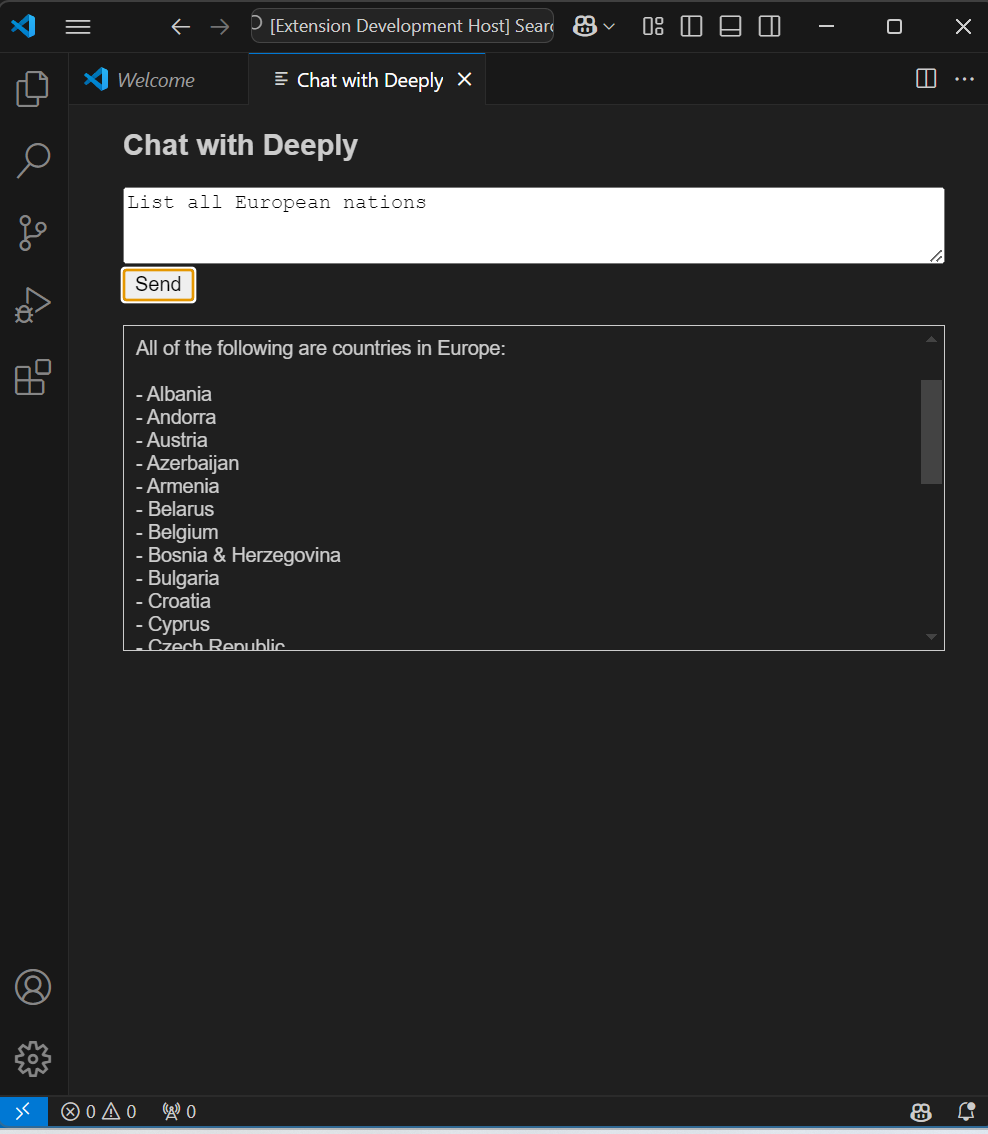 [Extension Development Host] Searc
Welcome
Chat with Deeply
Chat with Deeply
List all European nations
Send
All of the following are countries in Europe:
- Albania
- Andorra
- Austria
- Azerbaijan
- Armenia
- Belarus
- Belgium
- Bosnia & Herzegovina
- Bulgaria
- Croatia
- Cyprus
- Czech Republic
0 0 0